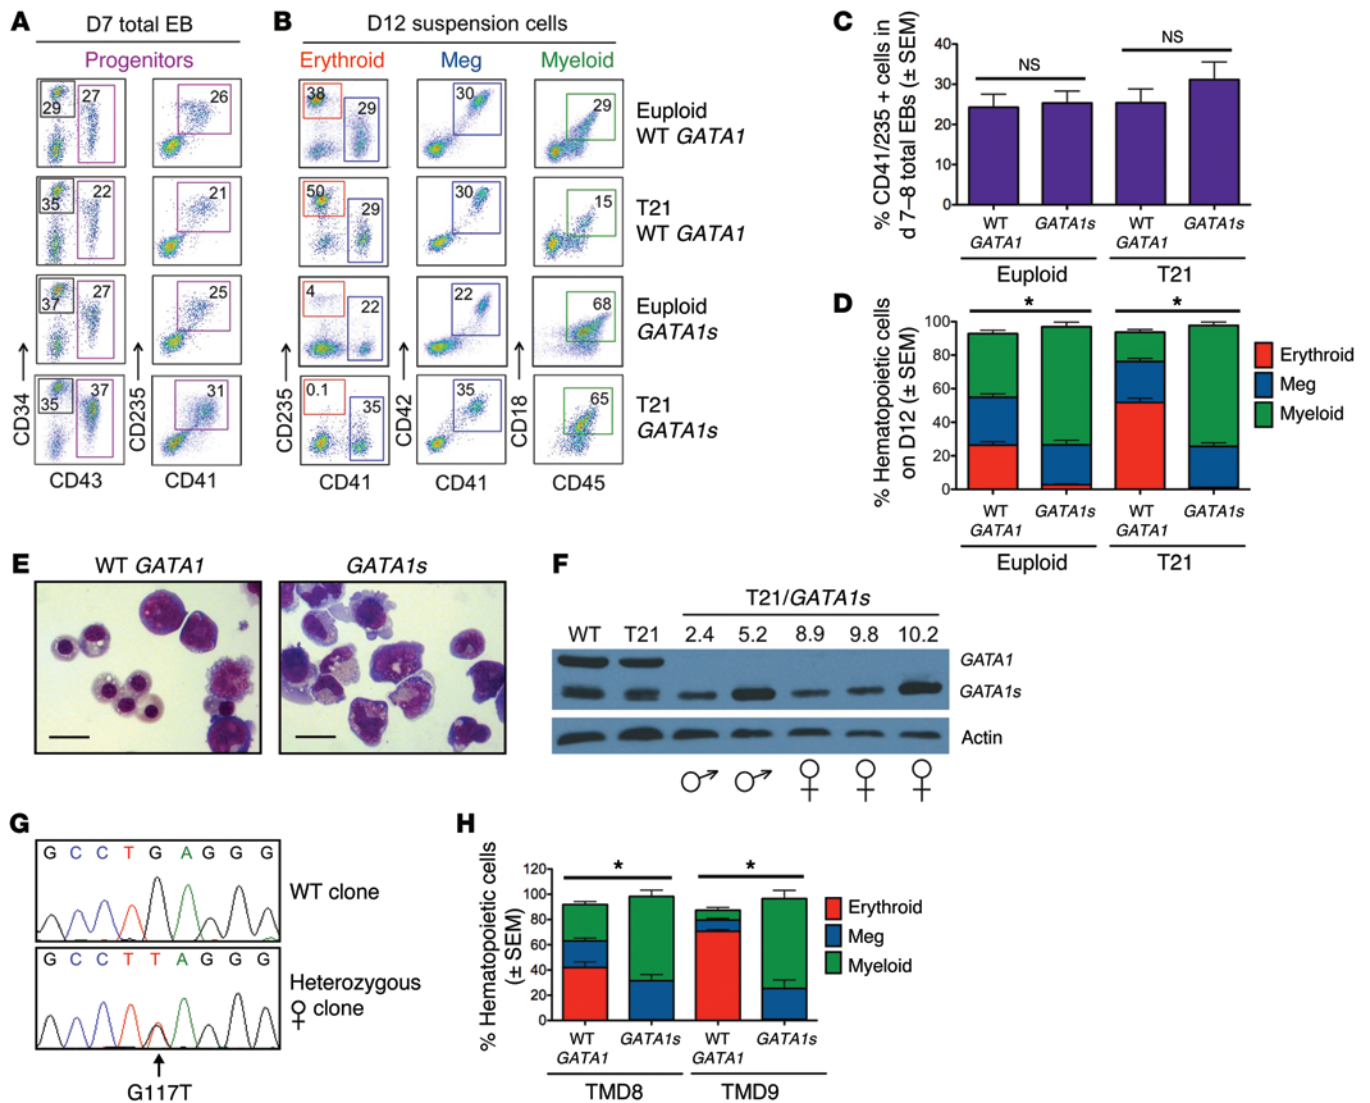 A
D7 total EB
Progenitors
29
27
26
35
22
21
37
27
25
35
37
31
CD34
CD235
CD43
CD41
B
D12 suspension cells
Erythroid
Meg
Myeloid
38
29
30
29
Euploid
WT GATA1
50
29
30
15
T21
WT GATA1
4
22
22
68
Euploid
GATA1s
0.1
35
35
65
T21
GATA1s
CD235
CD42
CD18
CD41
CD41
CD45
C
% CD41/235 + cells in
d 7–8 total EBs (± SEM)
40
30
20
10
0
NS
NS
WT
GATA1
GATA1s
WT
GATA1
GATA1s
Euploid
T21
D
% Hematopoietic cells
on D12 (± SEM)
100
80
60
40
20
0
*
*
Erythroid
Meg
Myeloid
WT
GATA1
GATA1s
WT
GATA1
GATA1s
Euploid
T21
E
WT GATA1
GATA1s
F
T21/GATA1s
WT T21 2.4 5.2 8.9 9.8 10.2
GATA1
GATA1s
Actin
♂ ♂ ♀ ♀ ♀
G
G C C T G A G G G
WT clone
G C C T T A G G G
Heterozygous
♀ clone
G117T
H
% Hematopoietic cells
(± SEM)
120
100
80
60
40
20
0
*
*
Erythroid
Meg
Myeloid
WT
GATA1
GATA1s
WT
GATA1
GATA1s
TMD8
TMD9